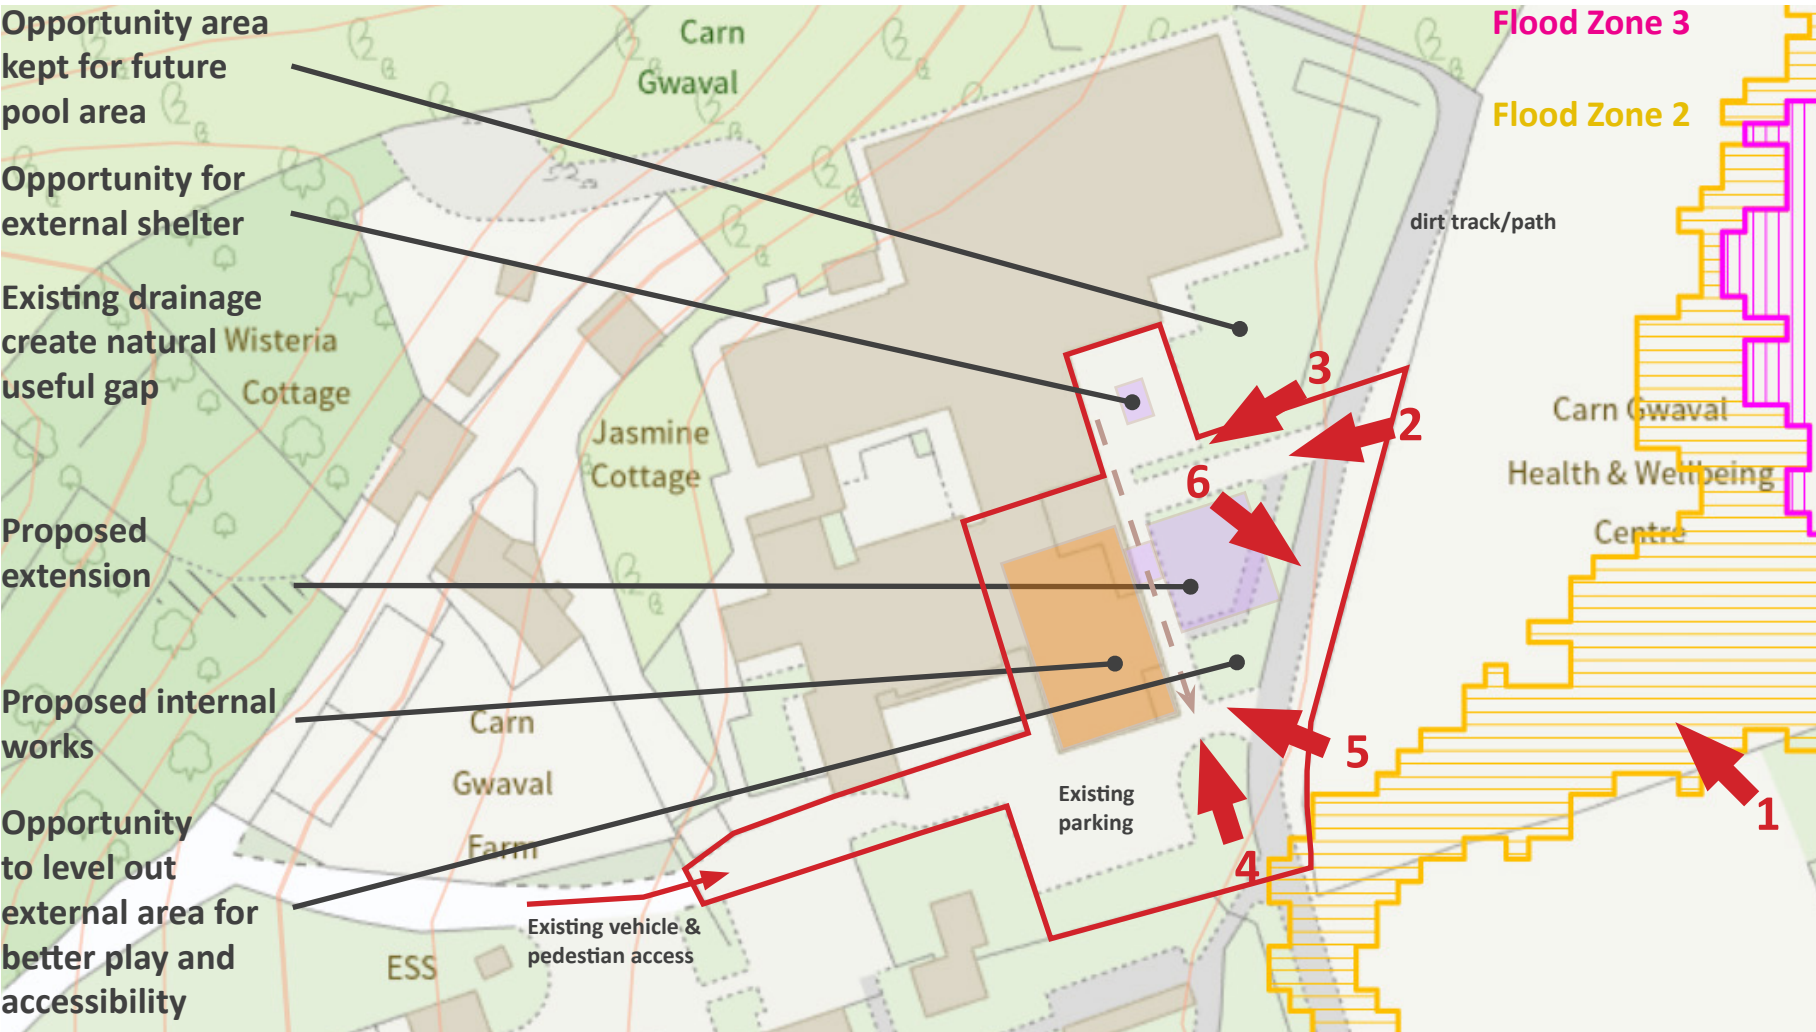 Opportunity area
kept for future
pool area
Opportunity for
external shelter
Existing drainage
create natural
useful gap
Proposed
extension
Proposed internal
works
Opportunity
to level out
external area for
better play and
accessibility
Carn
Gwaval
Wisteria
Cottage
Jasmine
Cottage
Carn
Gwaval
Farm
ESS
Existing vehicle &
pedestian access
Existing
parking
dirt track/path
Flood Zone 3
Flood Zone 2
Carn Gwaval
Health & Wellbeing
Centre
3
2
6
5
4
1